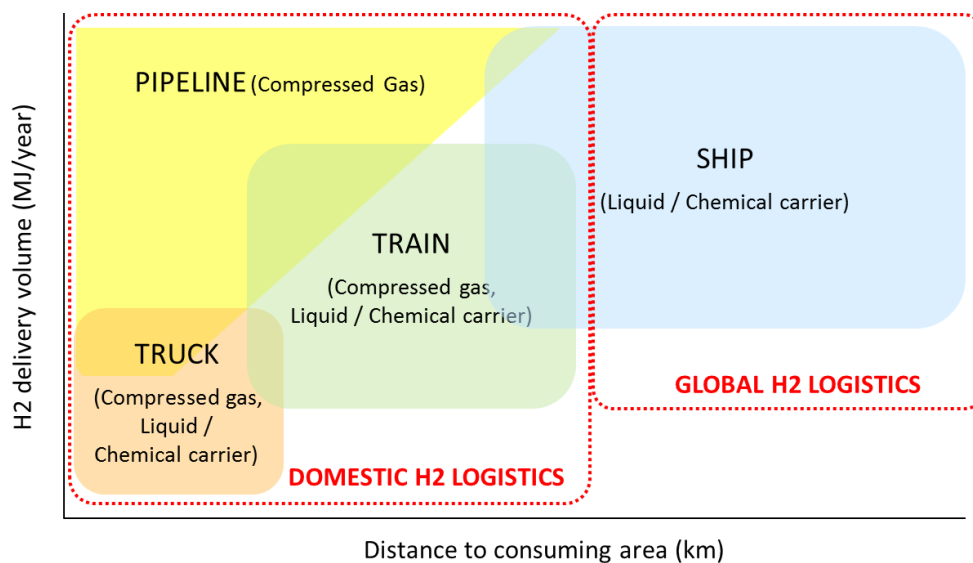 H2 delivery volume (MJ/year)
PIPELINE (Compressed Gas)
SHIP
(Liquid / Chemical carrier)
TRAIN
(Compressed gas,
Liquid / Chemical carrier)
TRUCK
(Compressed gas,
Liquid /
Chemical carrier)
GLOBAL H2 LOGISTICS
DOMESTIC H2 LOGISTICS
Distance to consuming area (km)